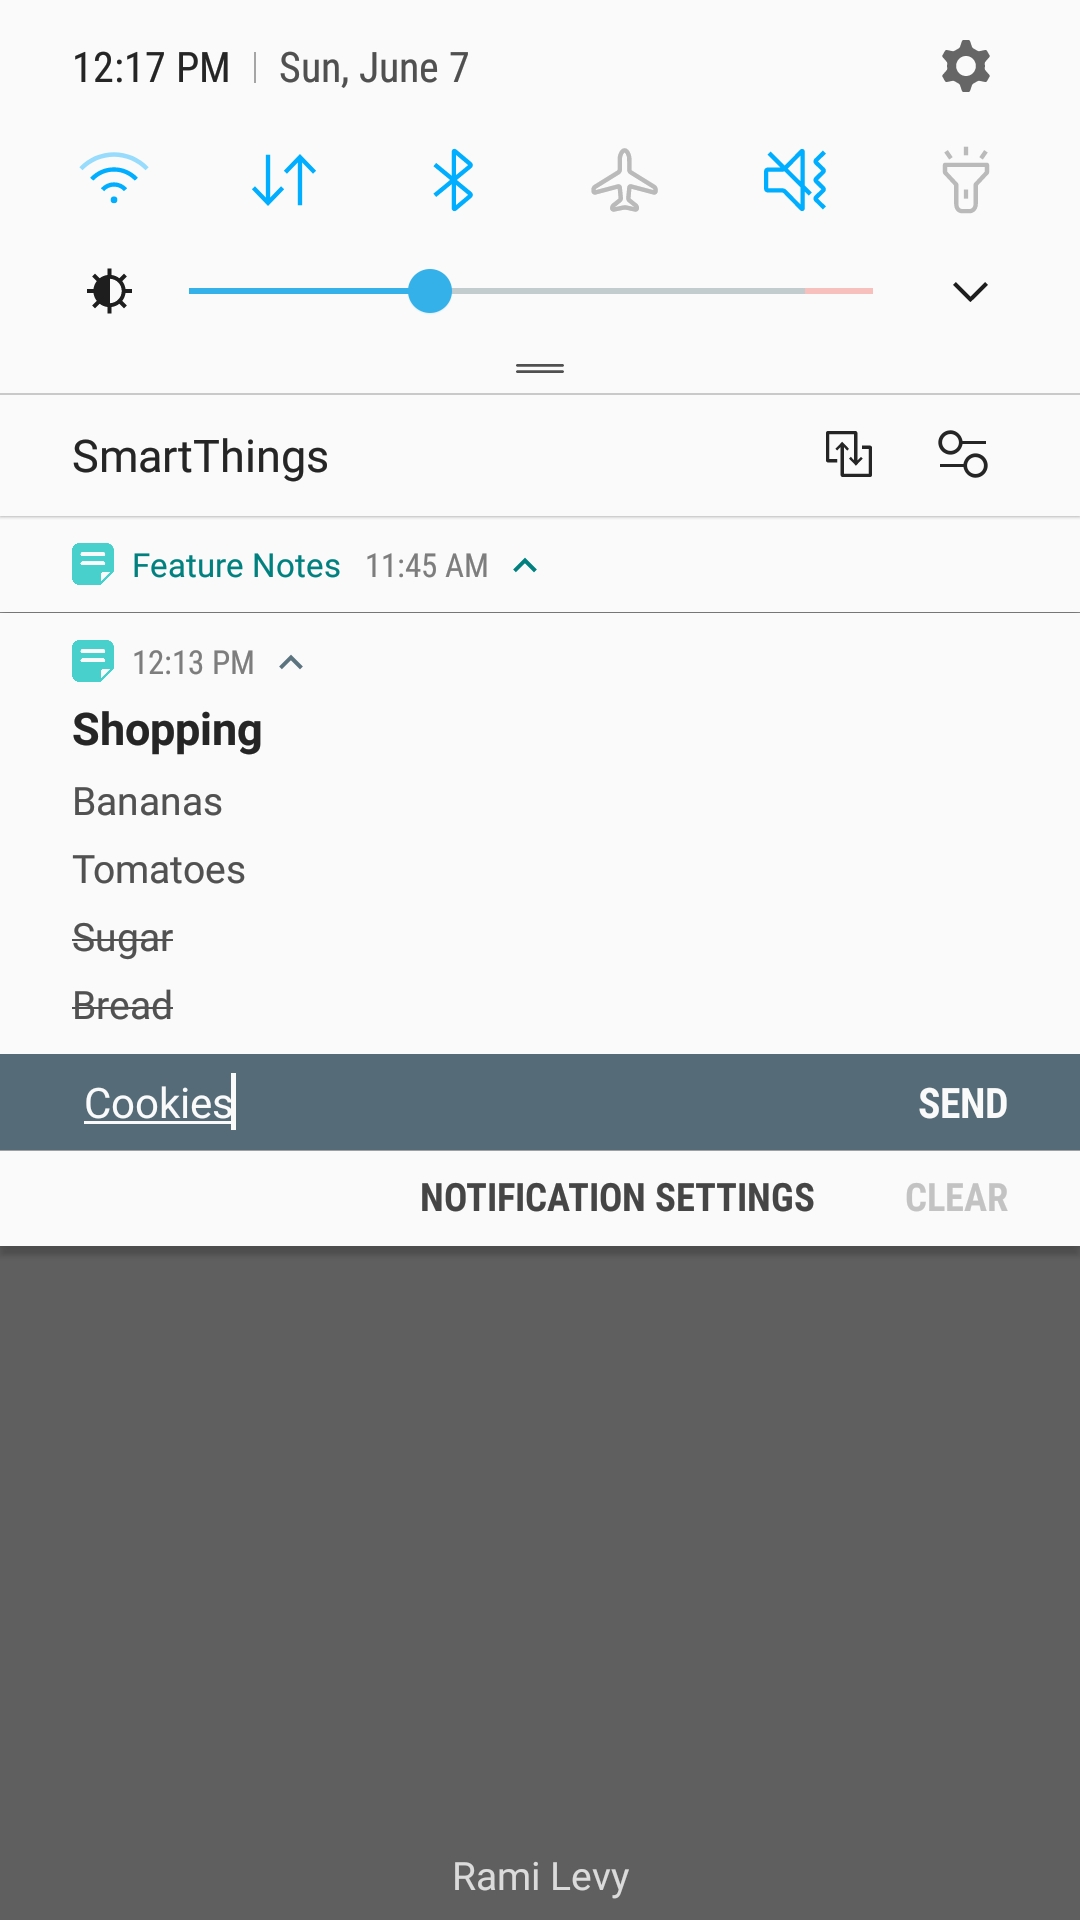 12:17 PM | Sun, June 7
SmartThings
Feature Notes 11:45 AM
12:13 PM
Shopping
Bananas
Tomatoes
Sugar
Bread
Cookies SEND
NOTIFICATION SETTINGS CLEAR
Rami Levy